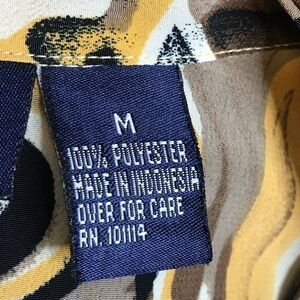 M
100% POLYESTER
MADE IN INDONESIA
OVER FOR CARE
RN. 101114